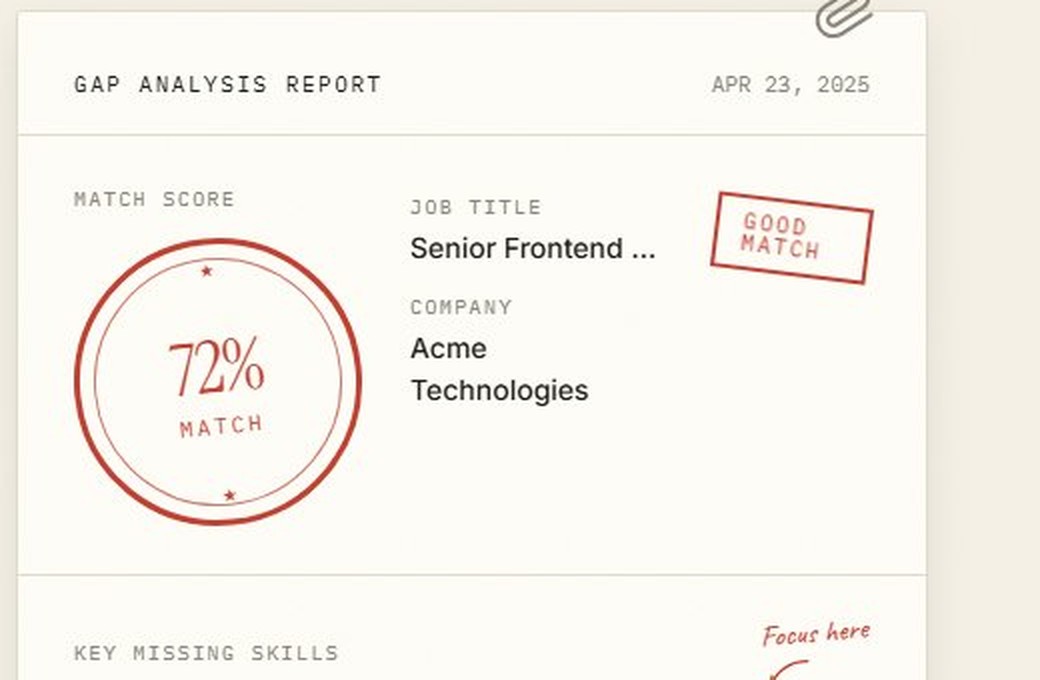 GAP ANALYSIS REPORT
APR 23, 2025
MATCH SCORE
72%
MATCH
JOB TITLE
Senior Frontend ...
COMPANY
Acme
Technologies
GOOD
MATCH
KEY MISSING SKILLS
Focus here